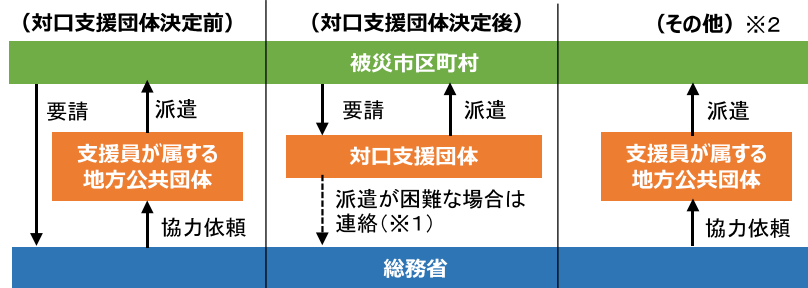 (対口支援団体決定前)
(対口支援団体決定後)
(その他) ※2
被災市区町村
要請
派遣
支援員が属する
地方公共団体
協力依頼
要請
派遣
対口支援団体
派遣が困難な場合は
連絡(※1)
派遣
支援員が属する
地方公共団体
協力依頼
総務省